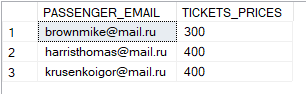 PASSENGER_EMAIL TICKETS_PRICES
1 brownmike@mail.ru 300
2 harristhomas@mail.ru 400
3 krusenkoigor@mail.ru 400